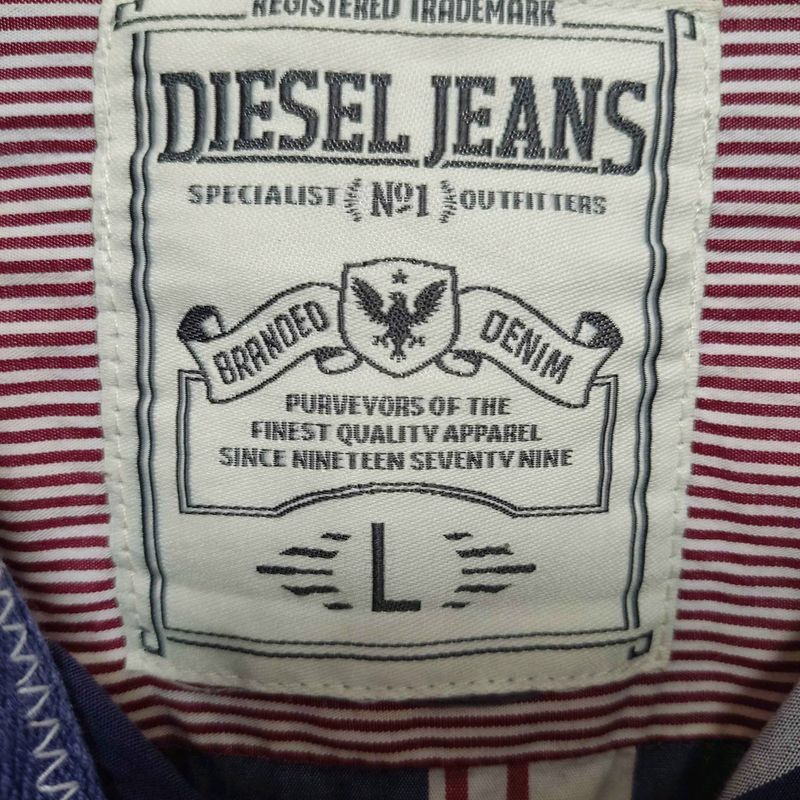 REGISTERED TRADEMARK
DIESEL JEANS
SPECIALIST Nº1 OUTFITTERS
BRANDED DENIM
PURVEYORS OF THE
FINEST QUALITY APPAREL
SINCE NINETEEN SEVENTY NINE
L